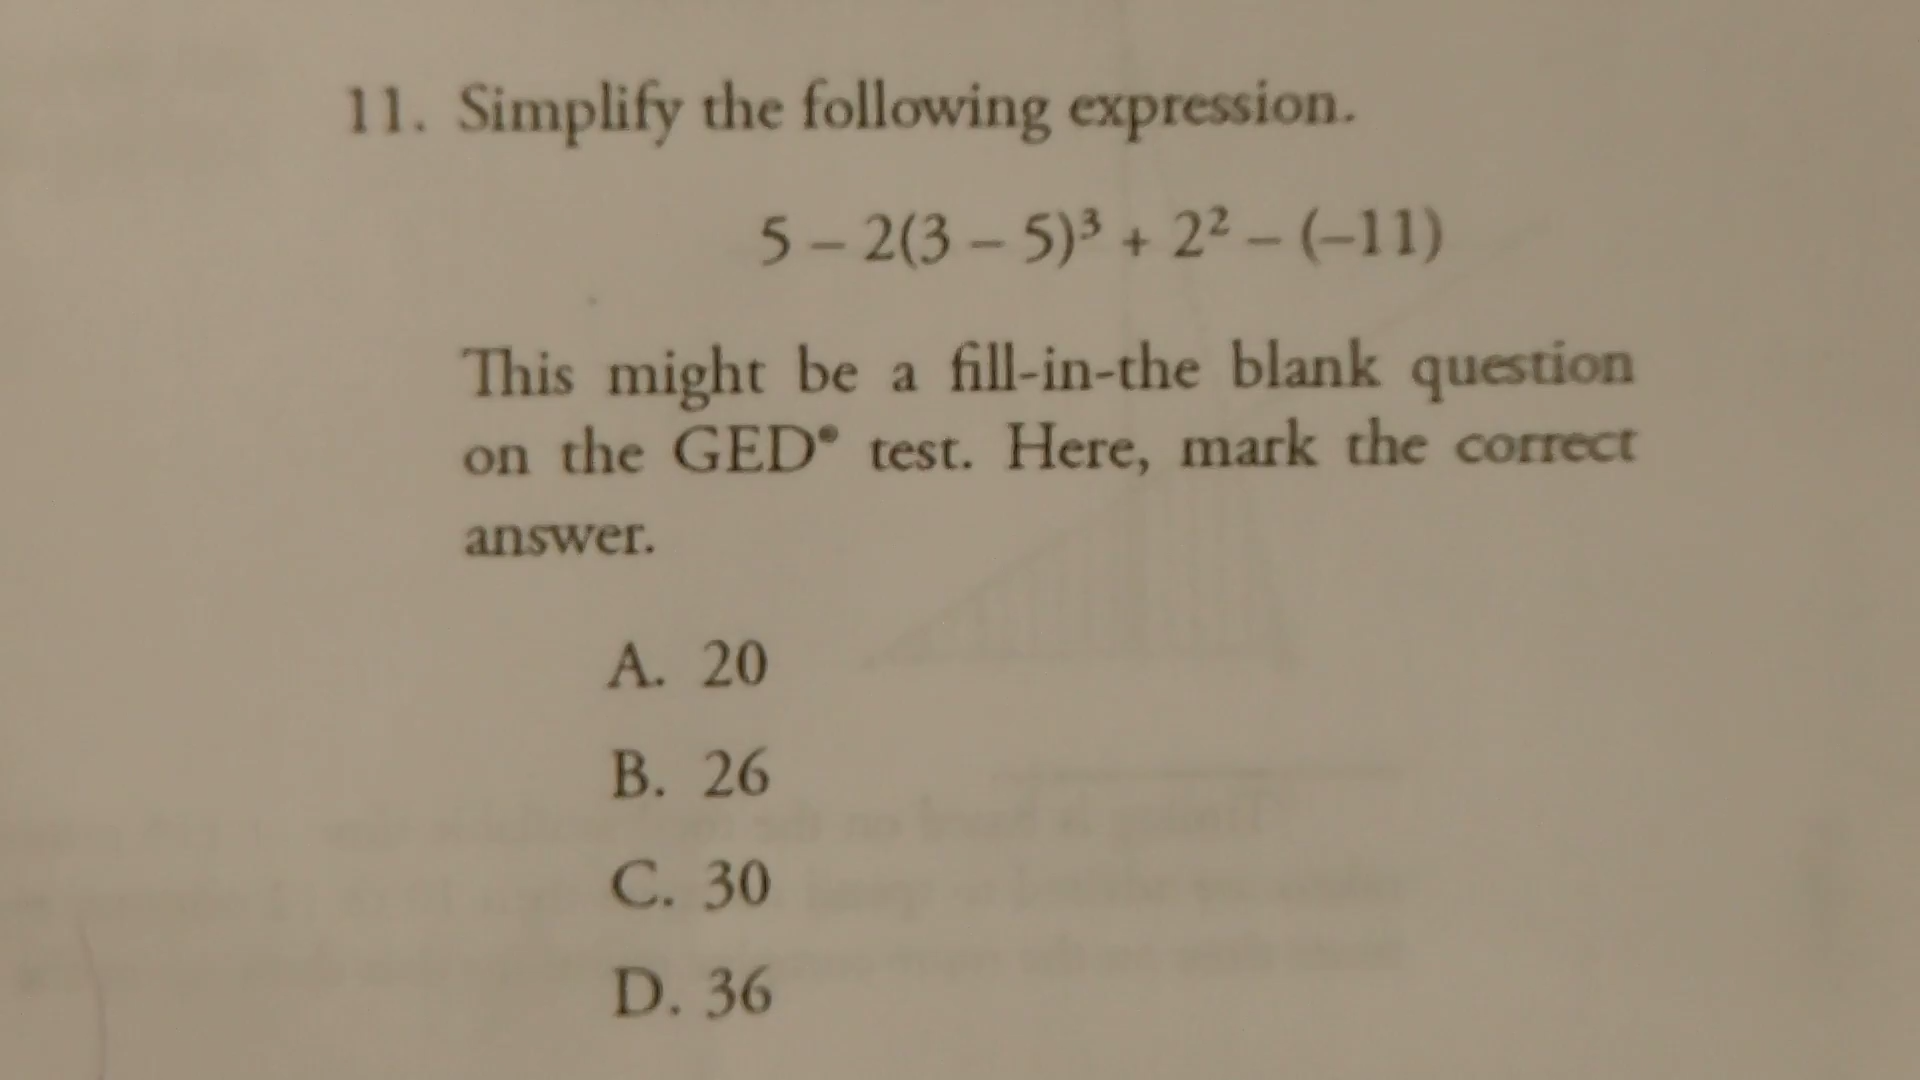 11. Simplify the following expression.
5 – 2(3 – 5)³ + 2² – (–11)
This might be a fill-in-the blank question
on the GED® test. Here, mark the correct
answer.
A. 20
B. 26
C. 30
D. 36